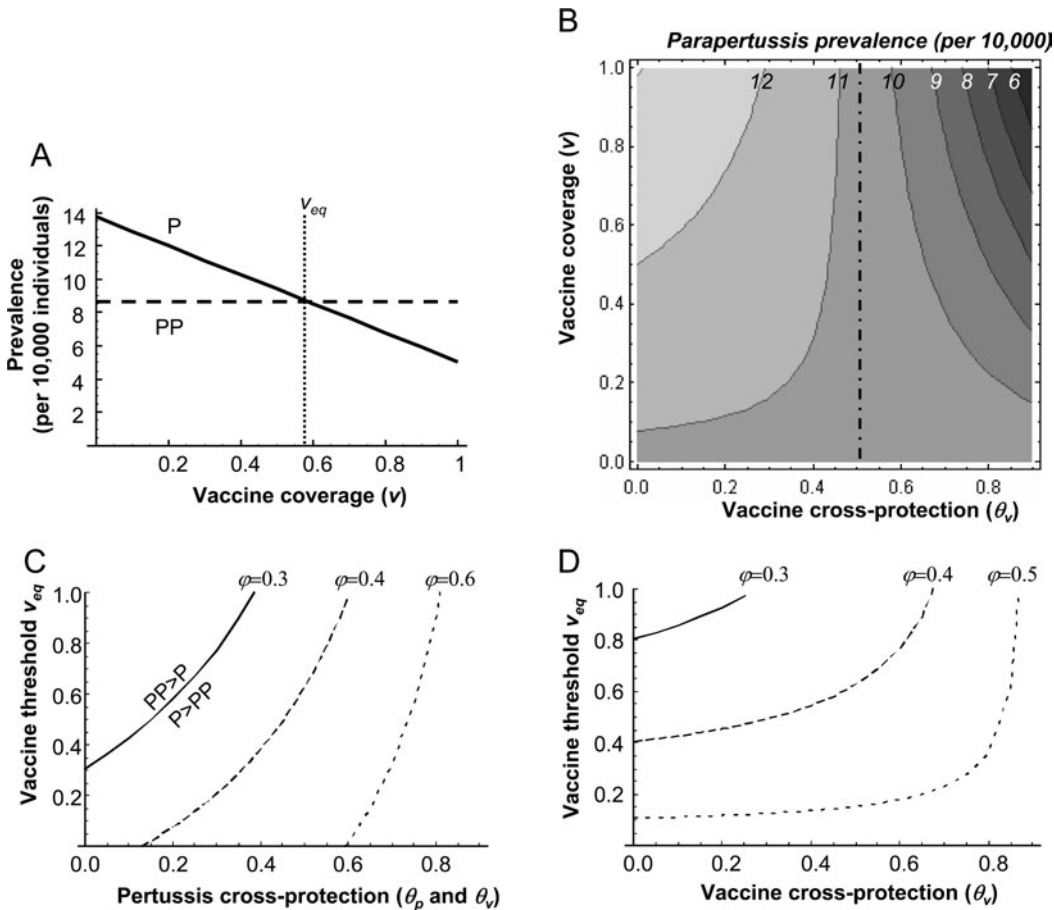 A
Prevalence
(per 10,000 individuals)
14
12
10
8
6
4
2
P
PP
v_eq
0.2
0.4
0.6
0.8
1
Vaccine coverage (v)
B
Parapertussis prevalence (per 10,000)
Vaccine coverage (v)
1.0
0.8
0.6
0.4
0.2
0.0
12
11
10
9
8
7
6
0.0
0.2
0.4
0.6
0.8
Vaccine cross-protection (θ_v)
C
Vaccine threshold v_eq
1.0
0.8
0.6
0.4
0.2
φ=0.3
φ=0.4
φ=0.6
PP>P
P>PP
0.0
0.2
0.4
0.6
0.8
Pertussis cross-protection (θ_p and θ_v)
D
Vaccine threshold v_eq
1.0
0.8
0.6
0.4
0.2
φ=0.3
φ=0.4
φ=0.5
0.0
0.2
0.4
0.6
0.8
Vaccine cross-protection (θ_v)